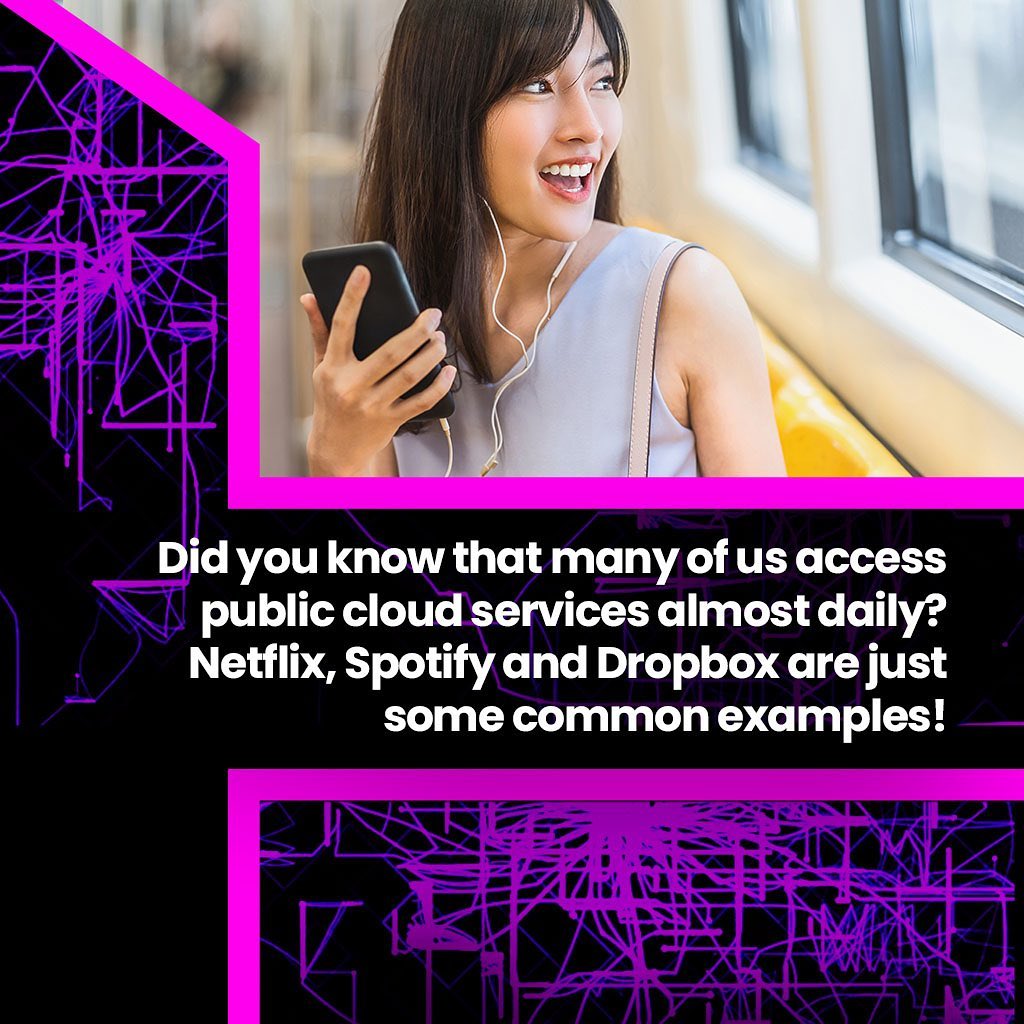 Did you know that many of us access
public cloud services almost daily?
Netflix, Spotify and Dropbox are just
some common examples!